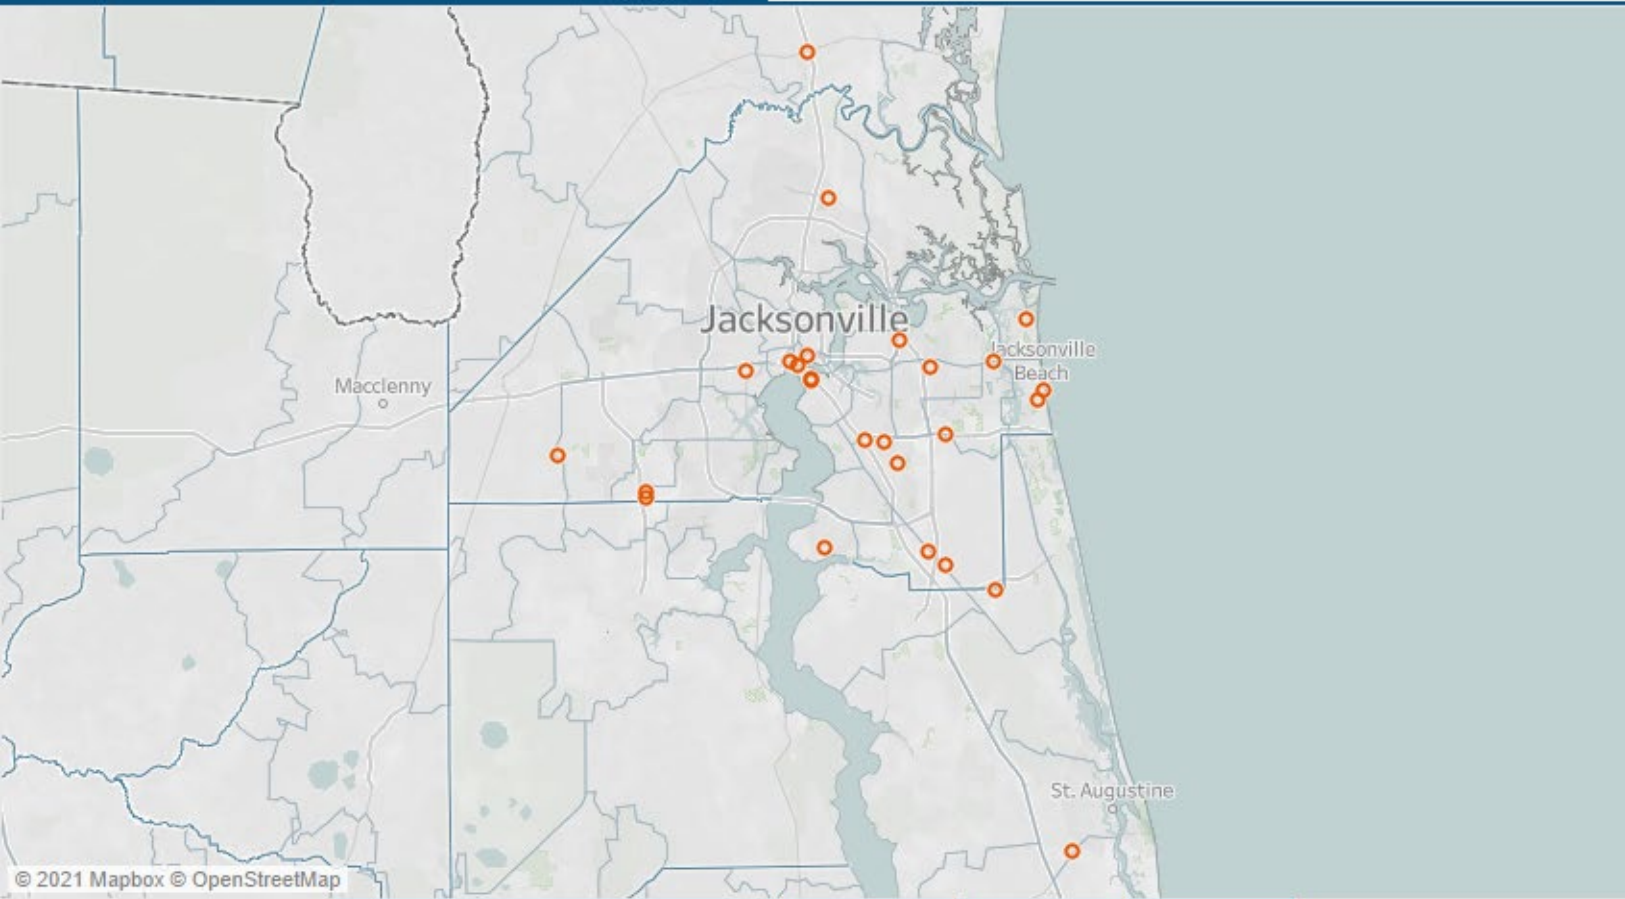 Jacksonville
Jacksonville
Beach
Macclenny
St. Augustine
© 2021 Mapbox © OpenStreetMap